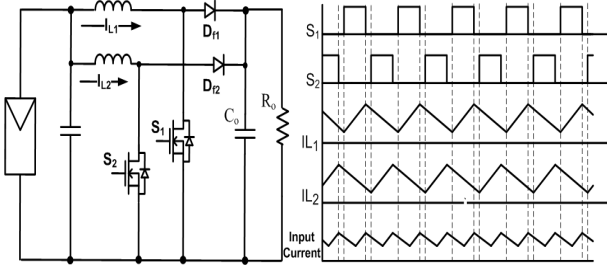 I_L1
D_f1
I_L2
D_f2
C_o
R_o
S_1
S_2
S_1
S_2
IL_1
IL_2
Input
Current